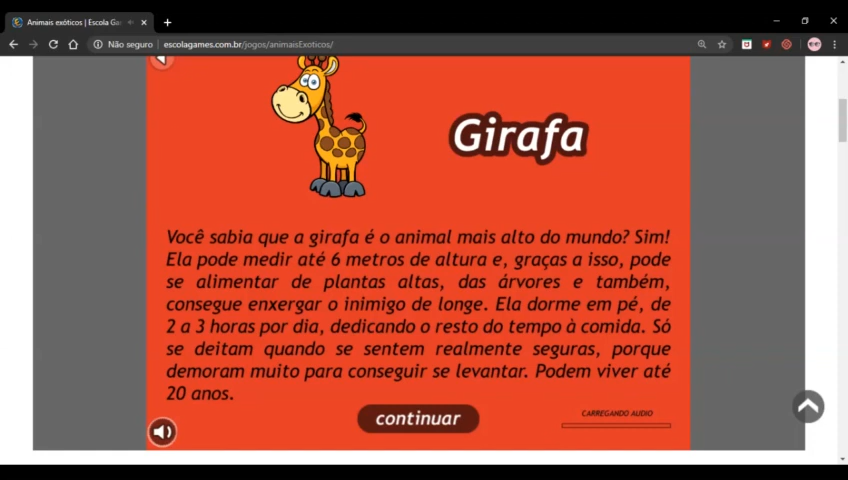 Animais exóticos | Escola Ga
Não seguro | escolagames.com.br/jogos/animaisExoticos/
Girafa
Você sabia que a girafa é o animal mais alto do mundo? Sim!
Ela pode medir até 6 metros de altura e, graças a isso, pode
se alimentar de plantas altas, das árvores e também,
consegue enxergar o inimigo de longe. Ela dorme em pé, de
2 a 3 horas por dia, dedicando o resto do tempo à comida. Só
se deitam quando se sentem realmente seguras, porque
demoram muito para conseguir se levantar. Podem viver até
20 anos.
continuar
CARREGANDO AUDIO